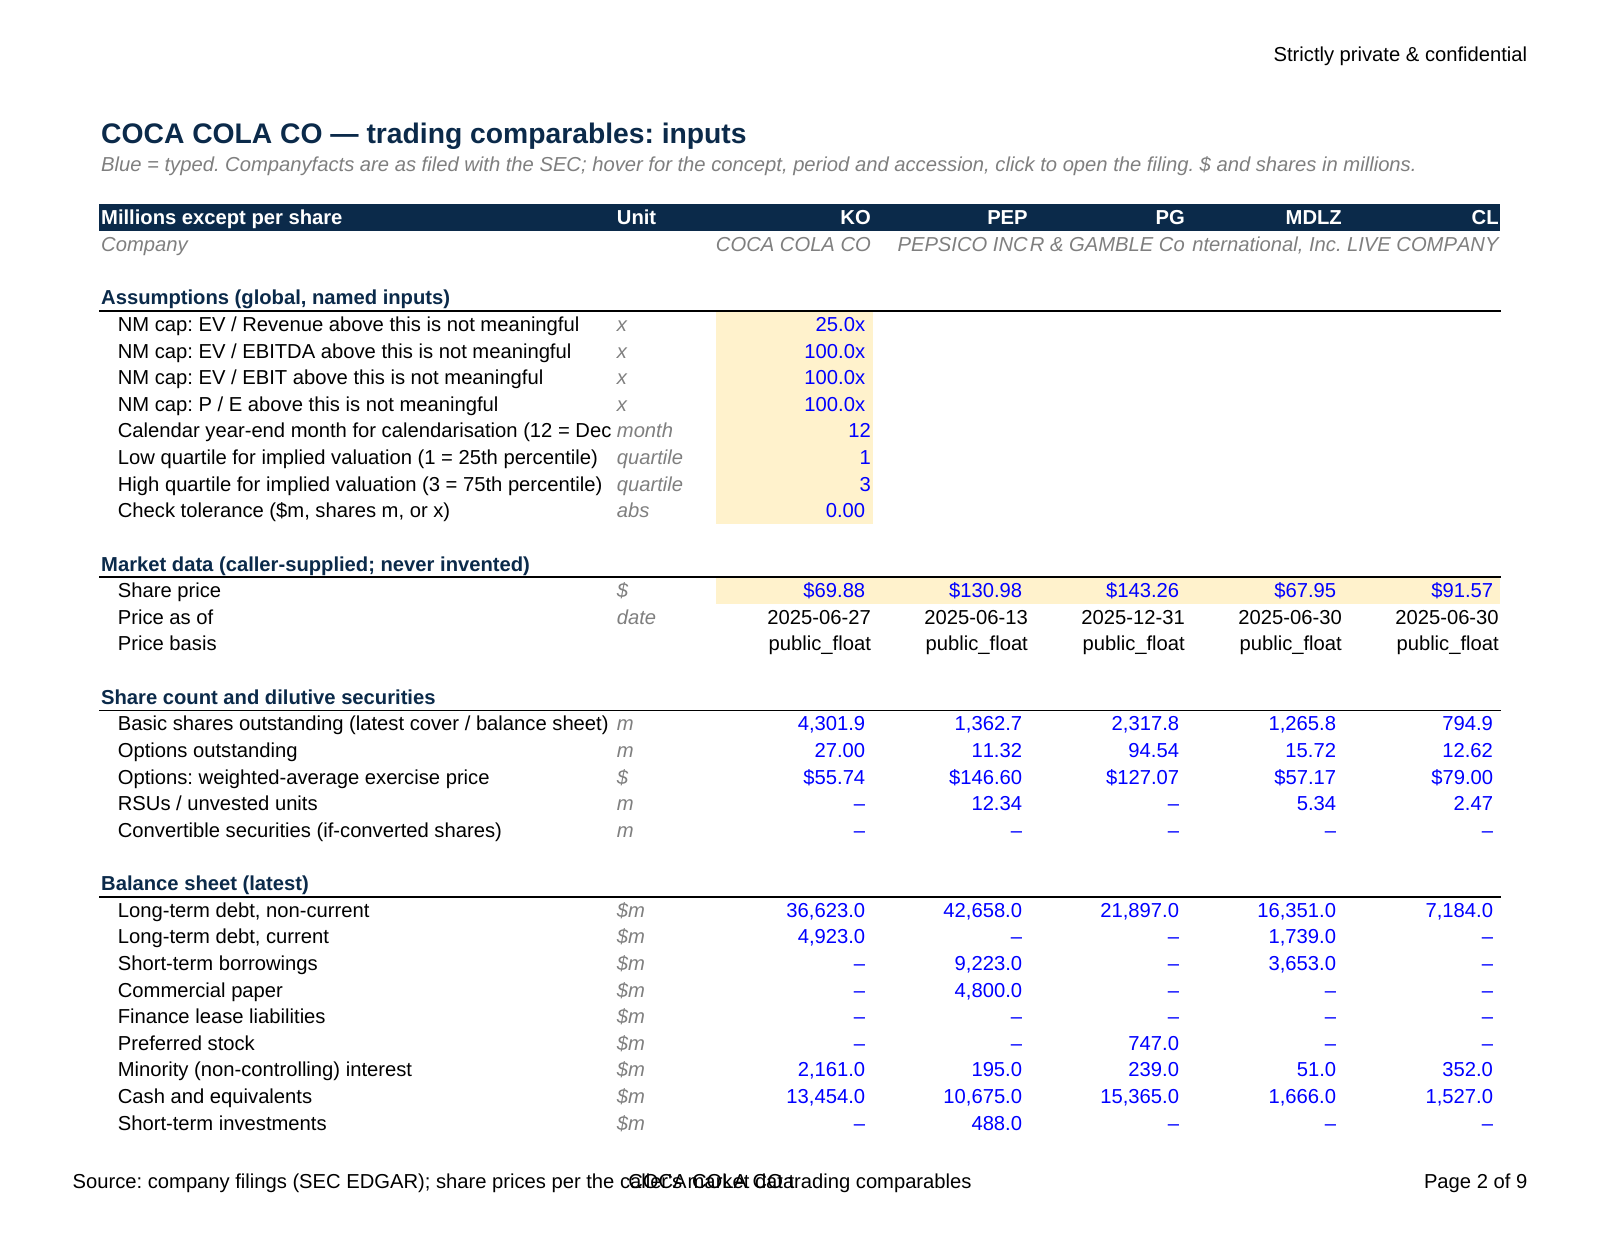 Strictly private & confidential
COCA COLA CO — trading comparables: inputs
Blue = typed. Companyfacts are as filed with the SEC; hover for the concept, period and accession, click to open the filing. $ and shares in millions.
Millions except per share Unit KO PEP PG MDLZ CL
Company COCA COLA CO PEPSICO INC R & GAMBLE Co nternational, Inc. LIVE COMPANY
Assumptions (global, named inputs)
NM cap: EV / Revenue above this is not meaningful x 25.0x
NM cap: EV / EBITDA above this is not meaningful x 100.0x
NM cap: EV / EBIT above this is not meaningful x 100.0x
NM cap: P / E above this is not meaningful x 100.0x
Calendar year-end month for calendarisation (12 = Dec month 12
Low quartile for implied valuation (1 = 25th percentile) quartile 1
High quartile for implied valuation (3 = 75th percentile) quartile 3
Check tolerance ($m, shares m, or x) abs 0.00
Market data (caller-supplied; never invented)
Share price $ $69.88 $130.98 $143.26 $67.95 $91.57
Price as of date 2025-06-27 2025-06-13 2025-12-31 2025-06-30 2025-06-30
Price basis public_float public_float public_float public_float public_float
Share count and dilutive securities
Basic shares outstanding (latest cover / balance sheet) m 4,301.9 1,362.7 2,317.8 1,265.8 794.9
Options outstanding m 27.00 11.32 94.54 15.72 12.62
Options: weighted-average exercise price $ $55.74 $146.60 $127.07 $57.17 $79.00
RSUs / unvested units m – 12.34 – 5.34 2.47
Convertible securities (if-converted shares) m – – – – –
Balance sheet (latest)
Long-term debt, non-current $m 36,623.0 42,658.0 21,897.0 16,351.0 7,184.0
Long-term debt, current $m 4,923.0 – – 1,739.0 –
Short-term borrowings $m – 9,223.0 – 3,653.0 –
Commercial paper $m – 4,800.0 – – –
Finance lease liabilities $m – – – – –
Preferred stock $m – – 747.0 – –
Minority (non-controlling) interest $m 2,161.0 195.0 239.0 51.0 352.0
Cash and equivalents $m 13,454.0 10,675.0 15,365.0 1,666.0 1,527.0
Short-term investments $m – 488.0 – – –
Source: company filings (SEC EDGAR); share prices per the caller's market data COCA COLA CO trading comparables Page 2 of 9